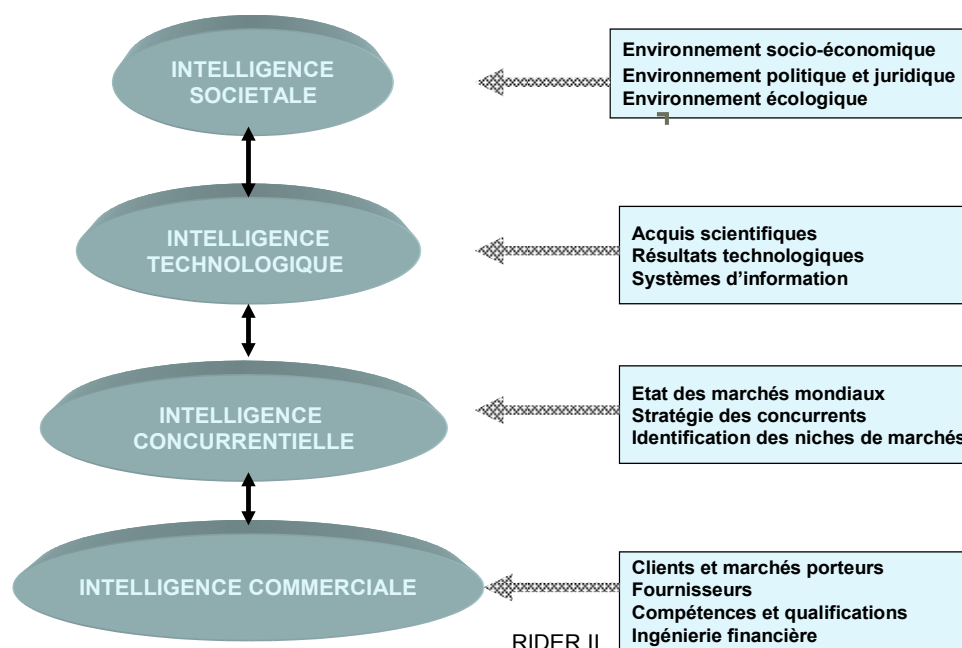 INTELLIGENCE
SOCIETALE
Environnement socio-économique
Environnement politique et juridique
Environnement écologique
INTELLIGENCE
TECHNOLOGIQUE
Acquis scientifiques
Résultats technologiques
Systèmes d’information
INTELLIGENCE
CONCURRENTIELLE
Etat des marchés mondiaux
Stratégie des concurrents
Identification des niches de marchés
INTELLIGENCE COMMERCIALE
Clients et marchés porteurs
Fournisseurs
Compétences et qualifications
Ingénierie financière
RIDER II